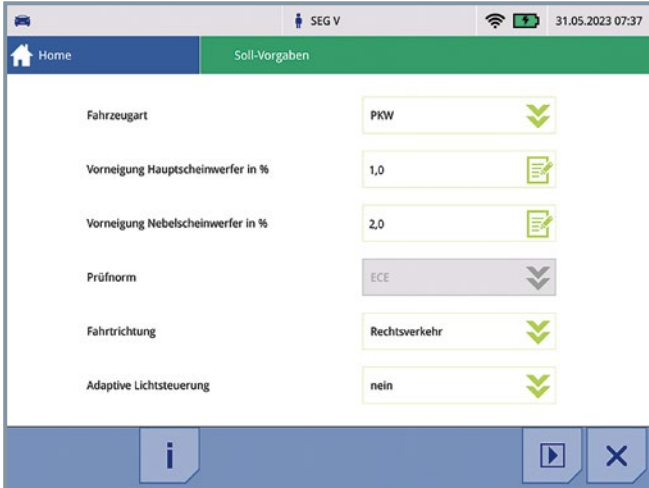 SEG V
31.05.2023 07:37
Home
Soll-Vorgaben
Fahrzeugart PKW
Vorneigung Hauptscheinwerfer in % 1,0
Vorneigung Nebelscheinwerfer in % 2,0
Prüfnorm ECE
Fahrtrichtung Rechtsverkehr
Adaptive Lichtsteuerung nein
i